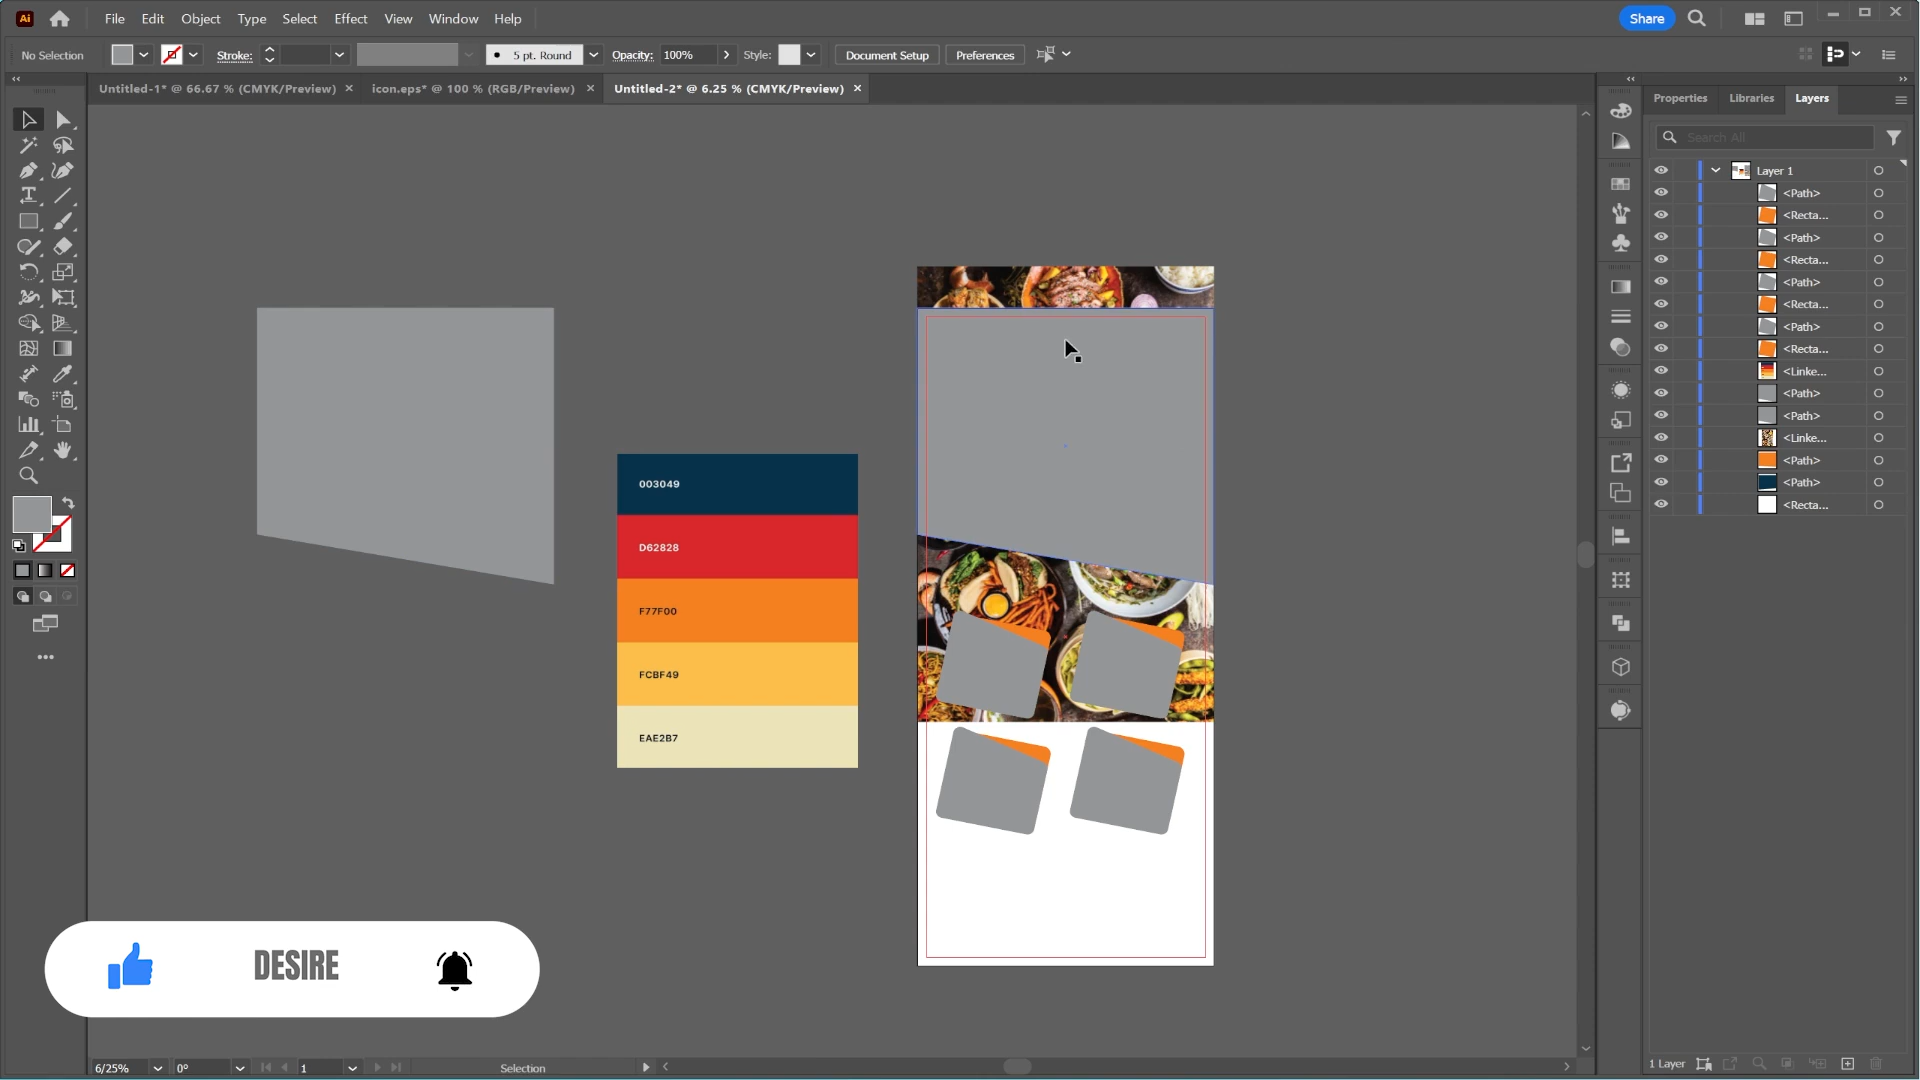 Ai File Edit Object Type Select Effect View Window Help Share
No Selection Stroke: 5 pt. Round Opacity: 100% Style: Document Setup Preferences
Untitled-1* @ 66.67 % (CMYK/Preview) × icon.eps* @ 100 % (RGB/Preview) × Untitled-2* @ 6.25 % (CMYK/Preview) ×
Properties Libraries Layers
Search All
Layer 1
<Path>
<Recta...
<Path>
<Recta...
<Path>
<Recta...
<Path>
<Recta...
<Linke...
<Path>
<Path>
<Linke...
<Path>
<Path>
<Recta...
003049
D62828
F77F00
FCBF49
EAE2B7
DESIRE
6/25% 0° 1 Selection
1 Layer